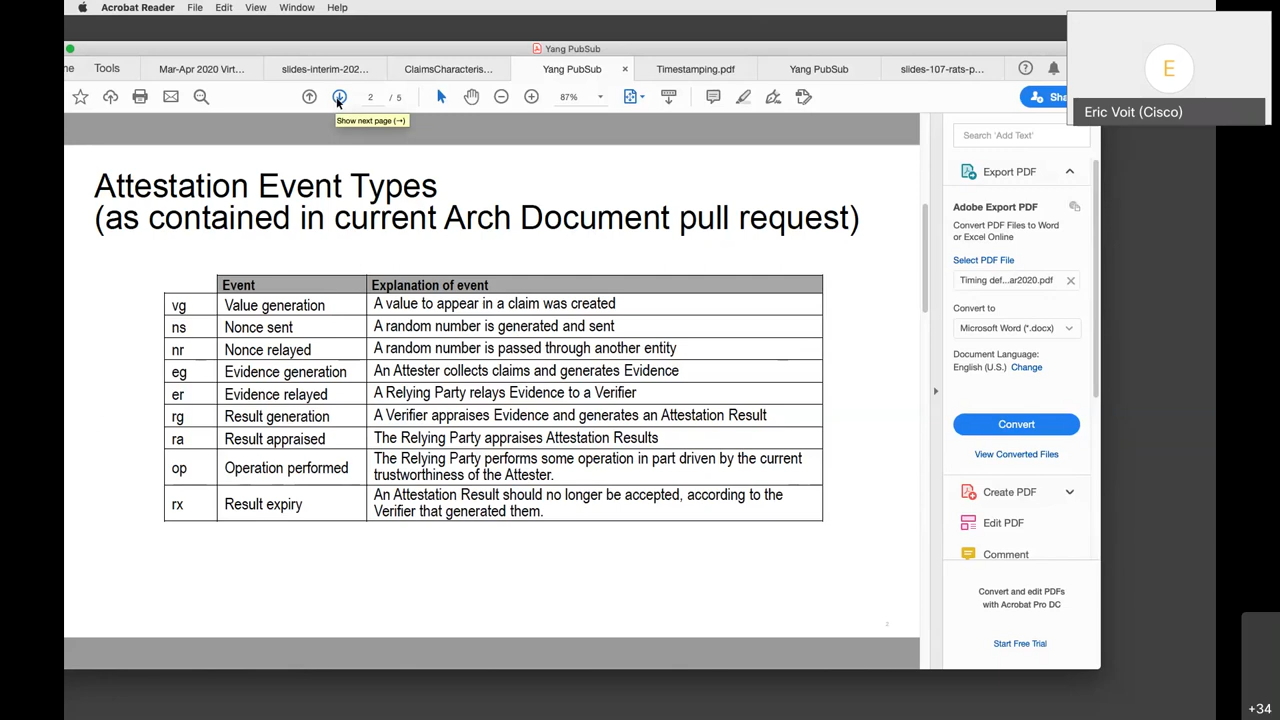 Acrobat Reader File Edit View Window Help
Yang PubSub
me Tools Mar-Apr 2020 Virt... slides-interim-202... ClaimsCharacteris... Yang PubSub × Timestamping.pdf Yang PubSub slides-107-rats-p...
2 / 5 87% Sha
Show next page (→)
E
Eric Voit (Cisco)
Attestation Event Types
(as contained in current Arch Document pull request)
Event Explanation of event
vg Value generation A value to appear in a claim was created
ns Nonce sent A random number is generated and sent
nr Nonce relayed A random number is passed through another entity
eg Evidence generation An Attester collects claims and generates Evidence
er Evidence relayed A Relying Party relays Evidence to a Verifier
rg Result generation A Verifier appraises Evidence and generates an Attestation Result
ra Result appraised The Relying Party appraises Attestation Results
op Operation performed The Relying Party performs some operation in part driven by the current
trustworthiness of the Attester.
rx Result expiry An Attestation Result should no longer be accepted, according to the
Verifier that generated them.
2
Search 'Add Text'
Export PDF
Adobe Export PDF
Convert PDF Files to Word
or Excel Online
Select PDF File
Timing def...ar2020.pdf
Convert to
Microsoft Word (*.docx)
Document Language:
English (U.S.) Change
Convert
View Converted Files
Create PDF
Edit PDF
Comment
Convert and edit PDFs
with Acrobat Pro DC
Start Free Trial
+34